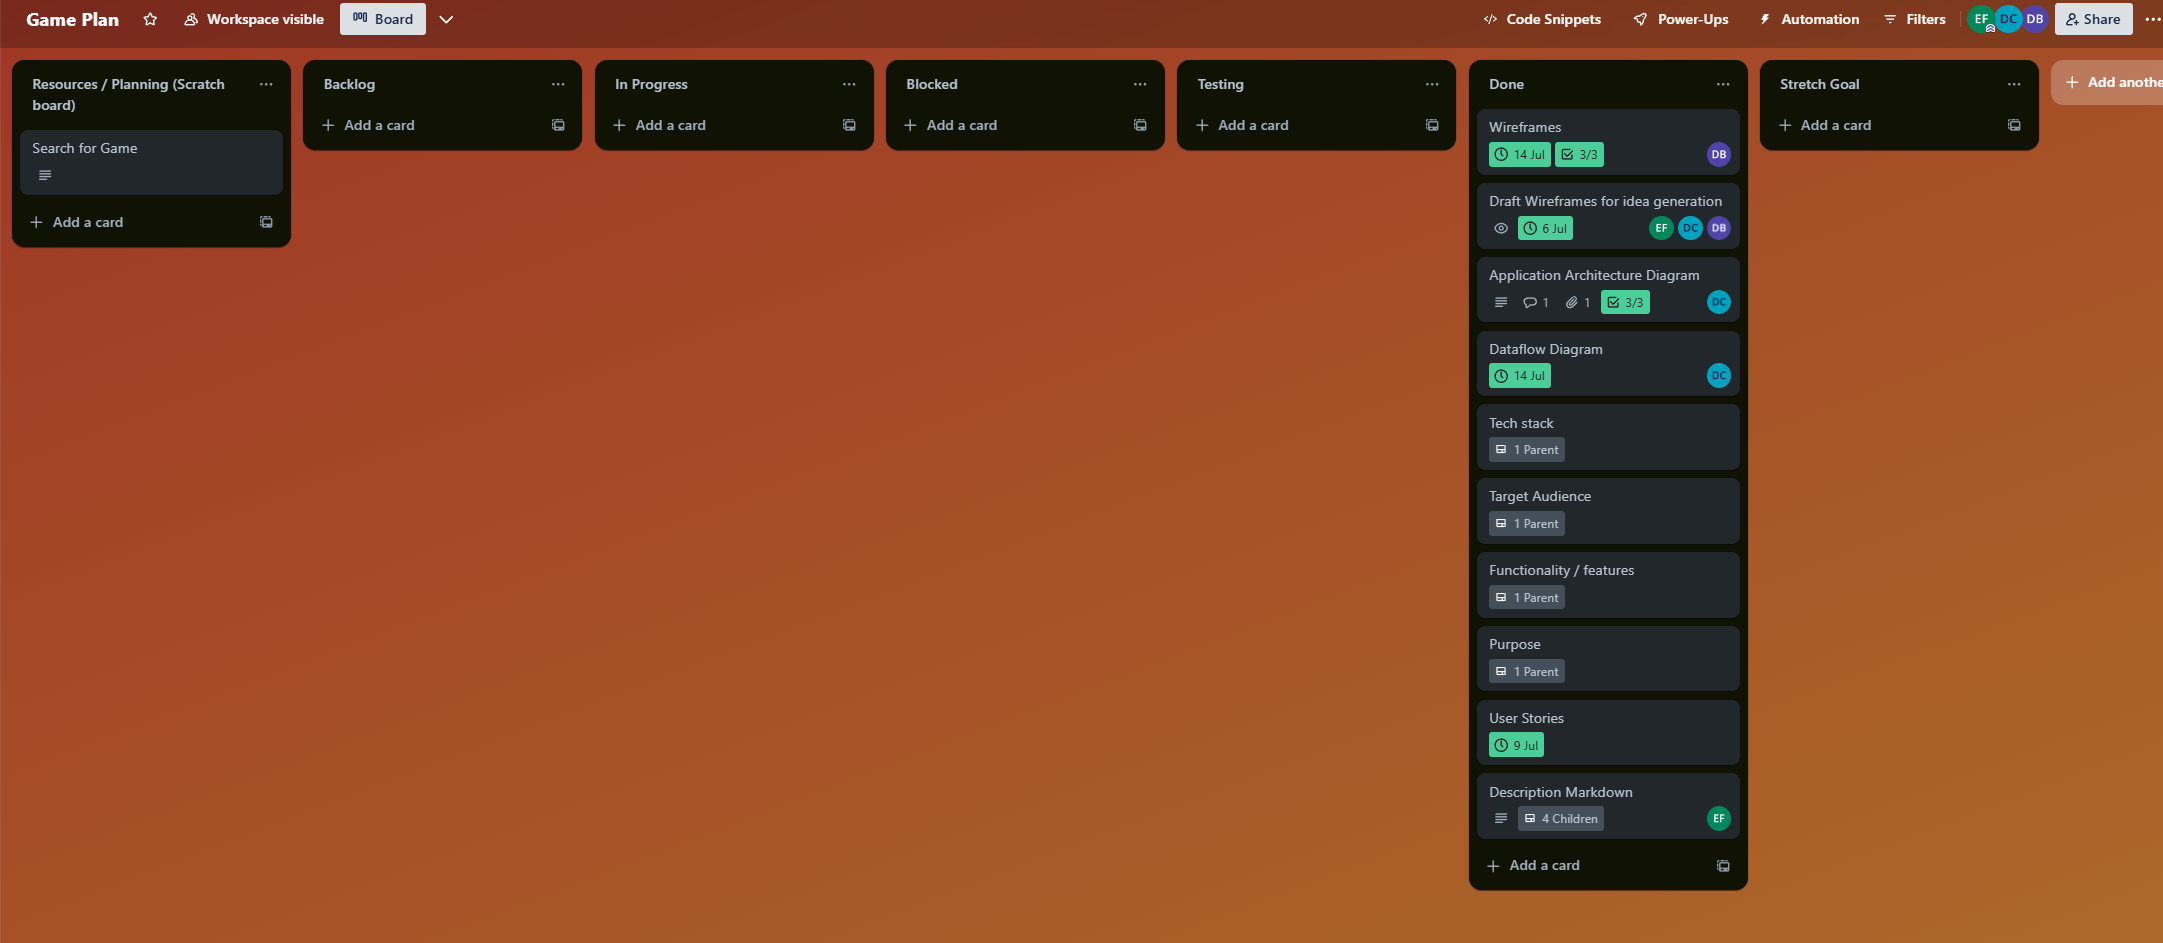 Game Plan
Workspace visible
Board
Code Snippets
Power-Ups
Automation
Filters
EF
DC
DB
Share
Resources / Planning (Scratch
board)
Search for Game
Add a card
Backlog
Add a card
In Progress
Add a card
Blocked
Add a card
Testing
Add a card
Done
Wireframes
14 Jul
3/3
DB
Draft Wireframes for idea generation
6 Jul
EF
DC
DB
Application Architecture Diagram
1
1
3/3
DC
Dataflow Diagram
14 Jul
DC
Tech stack
1 Parent
Target Audience
1 Parent
Functionality / features
1 Parent
Purpose
1 Parent
User Stories
9 Jul
Description Markdown
4 Children
EF
Add a card
Stretch Goal
Add a card
Add anothe